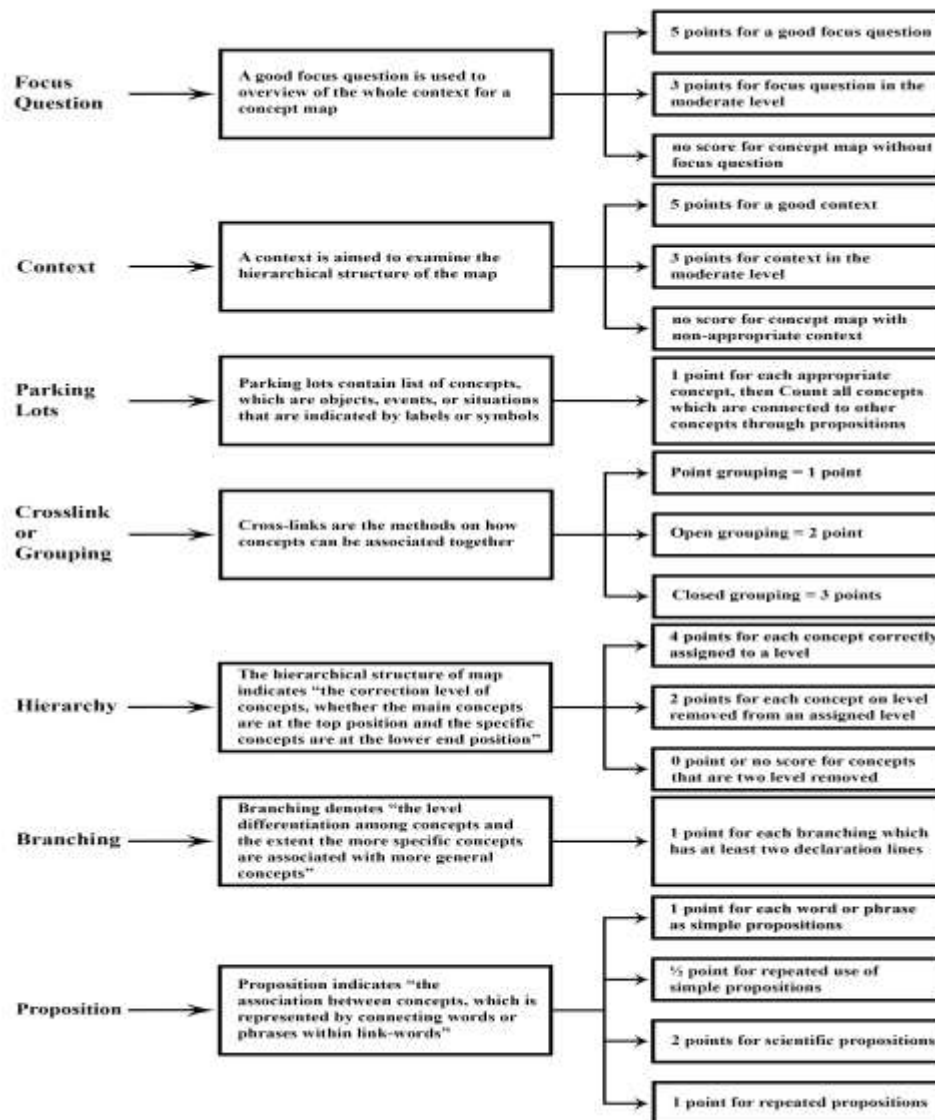 Focus
Question
A good focus question is used to
overview of the whole context for a
concept map
5 points for a good focus question
3 points for focus question in the
moderate level
no score for concept map without
focus question
Context
A context is aimed to examine the
hierarchical structure of the map
5 points for a good context
3 points for context in the
moderate level
no score for concept map with
non-appropriate context
Parking
Lots
Parking lots contain list of concepts,
which are objects, events, or situations
that are indicated by labels or symbols
1 point for each appropriate
concept, then Count all concepts
which are connected to other
concepts through propositions
Crosslink
or
Grouping
Cross-links are the methods on how
concepts can be associated together
Point grouping = 1 point
Open grouping = 2 point
Closed grouping = 3 points
Hierarchy
The hierarchical structure of map
indicates “the correction level of
concepts, whether the main concepts
are at the top position and the specific
concepts are at the lower end position”
4 points for each concept correctly
assigned to a level
2 points for each concept on level
removed from an assigned level
0 point or no score for concepts
that are two level removed
Branching
Branching denotes “the level
differentiation among concepts and
the extent the more specific concepts
are associated with more general
concepts”
1 point for each branching which
has at least two declaration lines
Proposition
Proposition indicates “the
association between concepts, which is
represented by connecting words or
phrases within link-words”
1 point for each word or phrase
as simple propositions
½ point for repeated use of
simple propositions
2 points for scientific propositions
1 point for repeated propositions